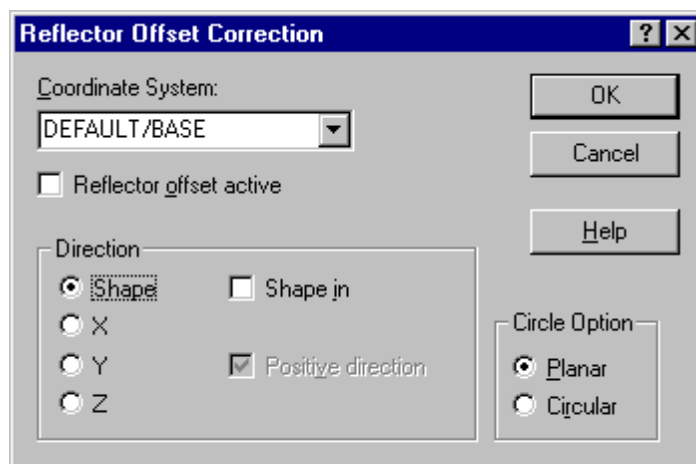 Reflector Offset Correction
Coordinate System:
DEFAULT/BASE
Reflector offset active
OK
Cancel
Help
Direction
Shape
Shape in
X
Y
Positive direction
Z
Circle Option
Planar
Circular